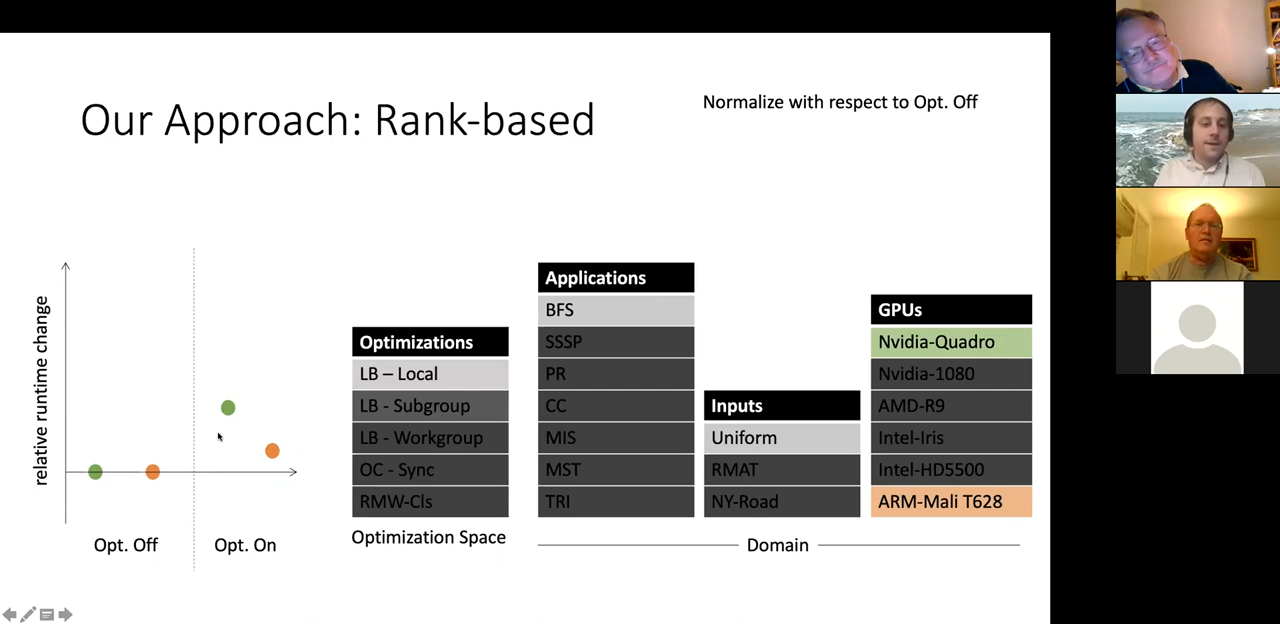 Our Approach: Rank-based
Normalize with respect to Opt. Off
relative runtime change
Opt. Off
Opt. On
Optimizations
LB – Local
LB - Subgroup
LB - Workgroup
OC - Sync
RMW-Cls
Optimization Space
Applications
BFS
SSSP
PR
CC
MIS
MST
TRI
Inputs
Uniform
RMAT
NY-Road
GPUs
Nvidia-Quadro
Nvidia-1080
AMD-R9
Intel-Iris
Intel-HD5500
ARM-Mali T628
Domain